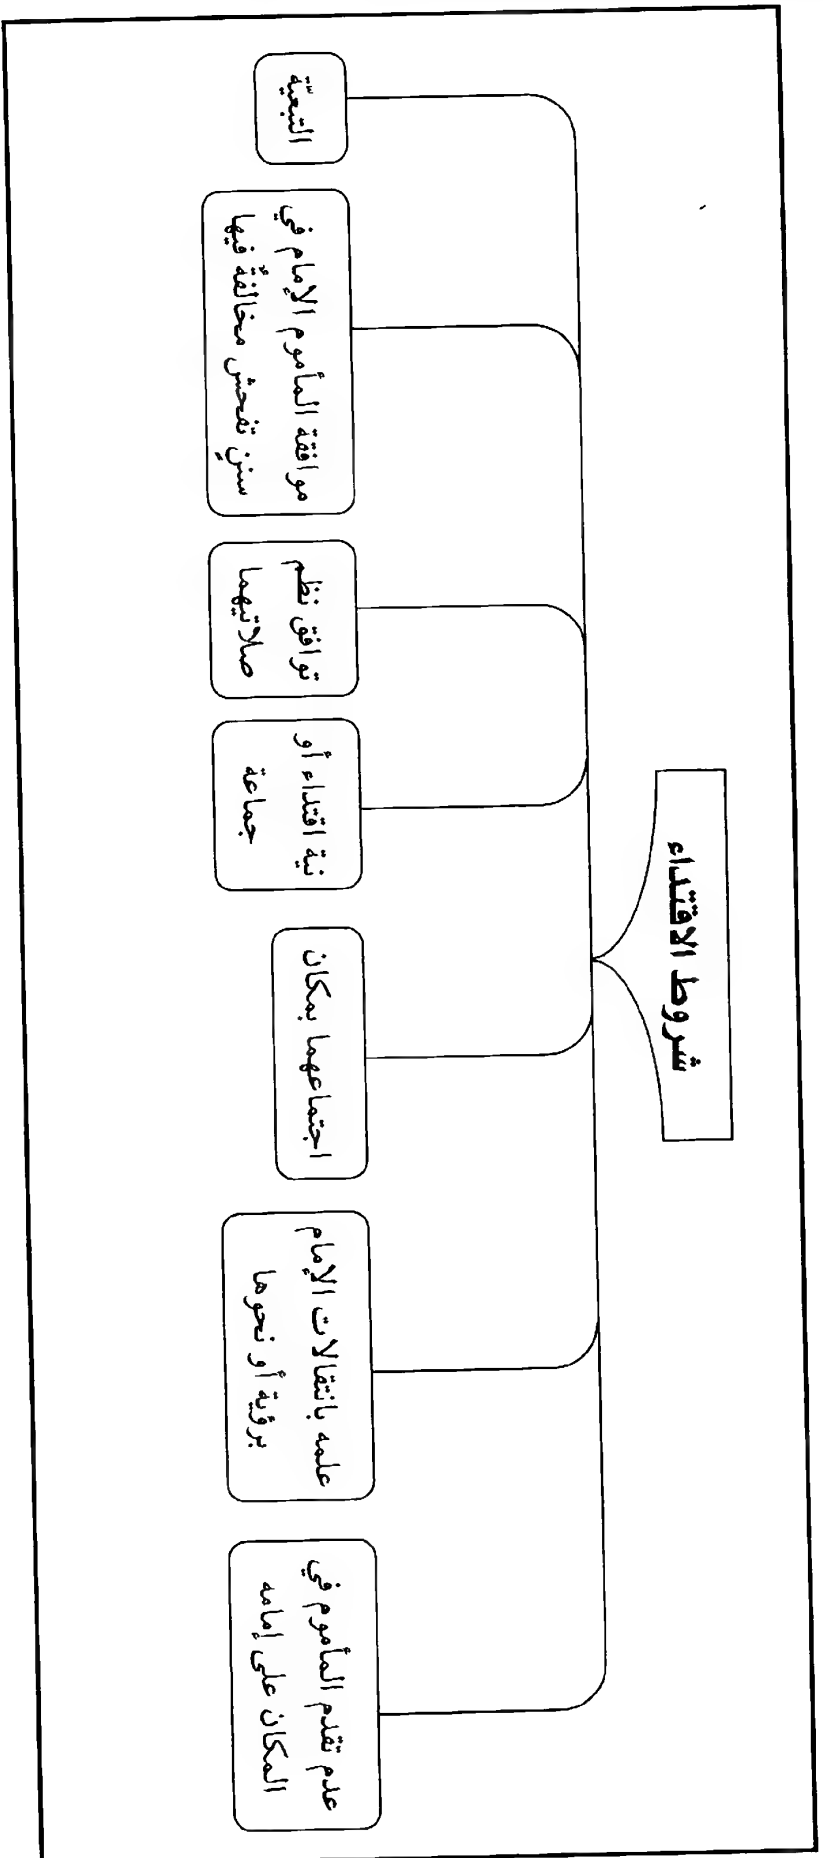 شروط الاقتداء
عدم تقدم المأموم في
المكان على إمامه
علمه بانتقالات الإمام
برؤية أو نحوها
اجتماعهما بمكان
نية اقتداء أو
جماعة
توافق نظم
صلاتيهما
موافقة المأموم الإمام في
سننٍ تفحش مخالفةٌ فيها
التبعيّة